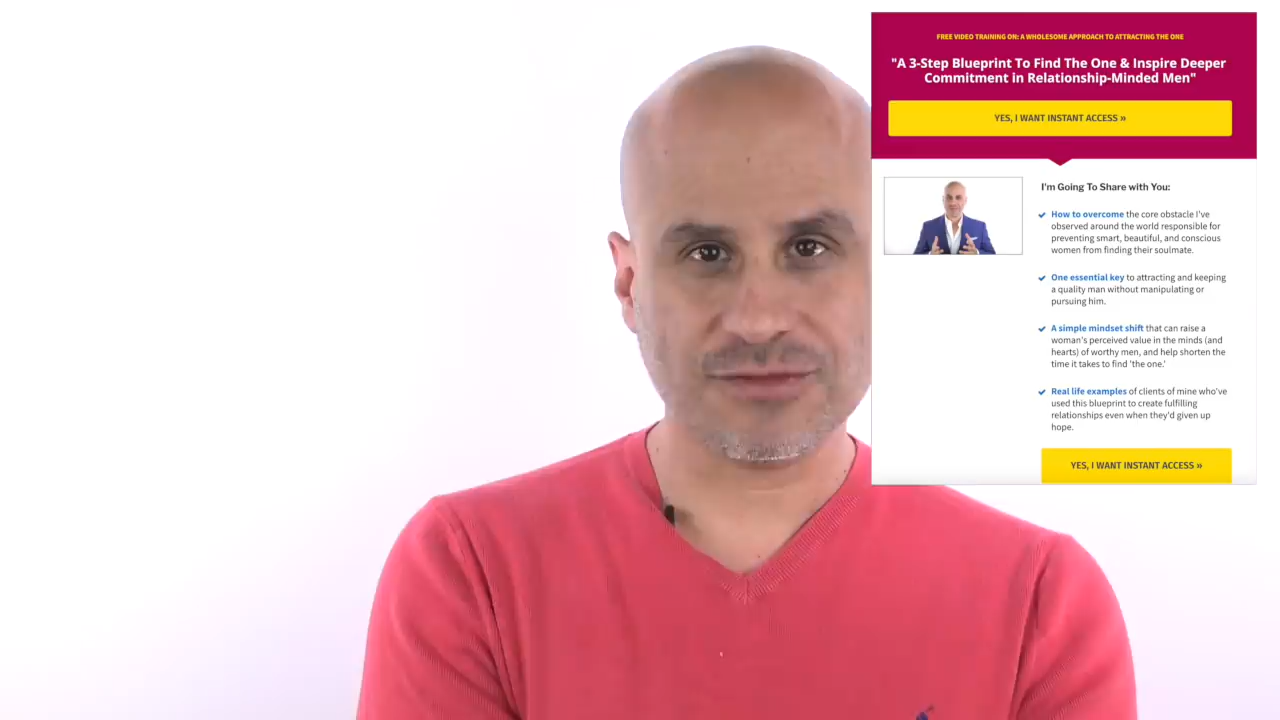 FREE VIDEO TRAINING ON: A WHOLESOME APPROACH TO ATTRACTING THE ONE
"A 3-Step Blueprint To Find The One & Inspire Deeper
Commitment in Relationship-Minded Men"
YES, I WANT INSTANT ACCESS »
I'm Going To Share with You:
How to overcome the core obstacle I've
observed around the world responsible for
preventing smart, beautiful, and conscious
women from finding their soulmate.
One essential key to attracting and keeping
a quality man without manipulating or
pursuing him.
A simple mindset shift that can raise a
woman's perceived value in the minds (and
hearts) of worthy men, and help shorten the
time it takes to find 'the one.'
Real life examples of clients of mine who've
used this blueprint to create fulfilling
relationships even when they'd given up
hope.
YES, I WANT INSTANT ACCESS »